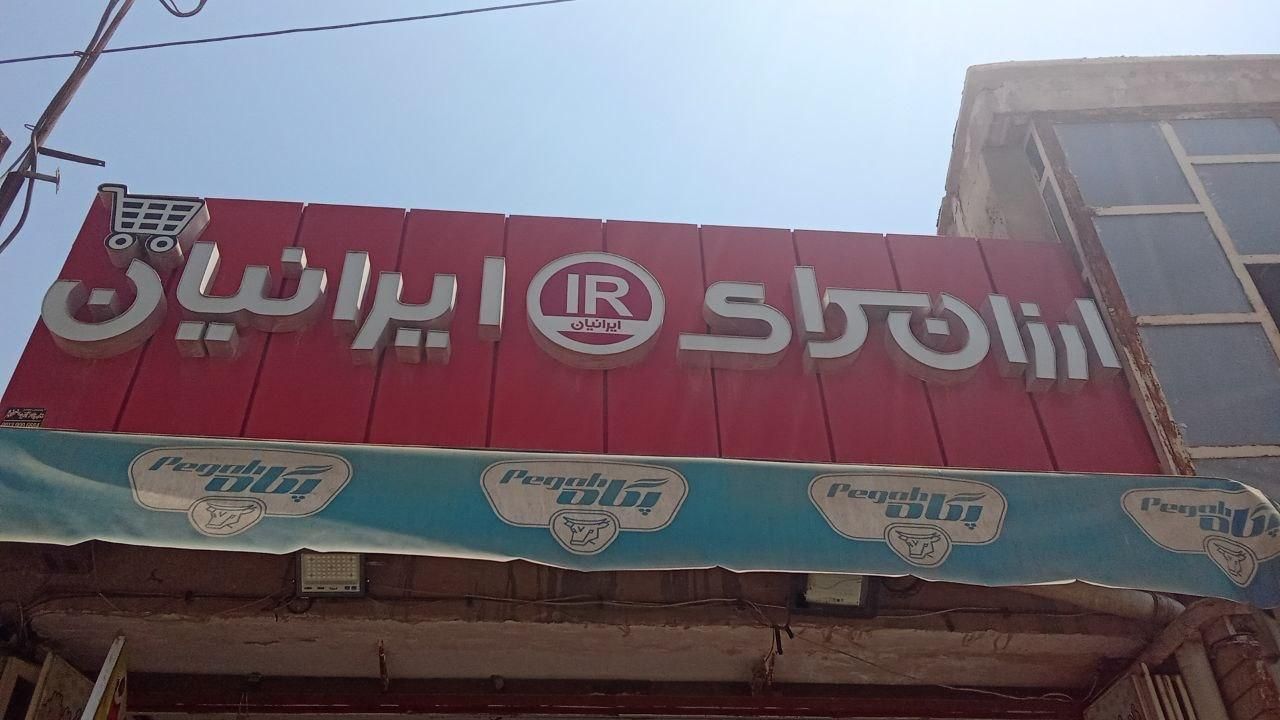 ارزان سرای ایرانیان
IR
ایرانیان
Pegah پگاه
Pegah پگاه
Pegah پگاه
Pegah پگاه